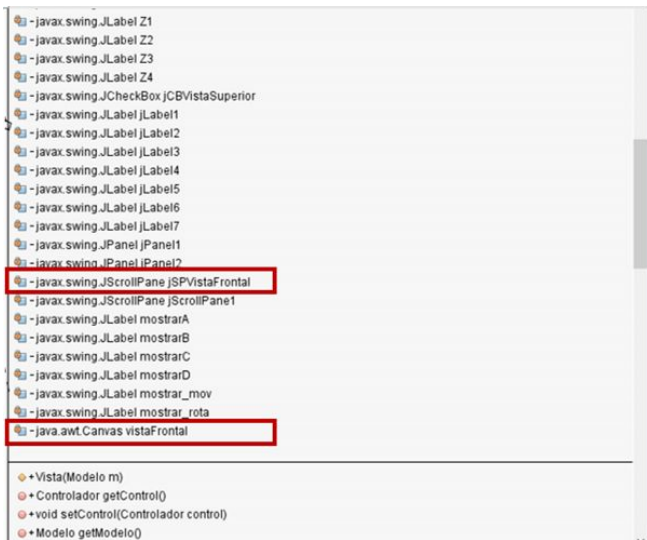 -javax.swing.JLabel Z1
-javax.swing.JLabel Z2
-javax.swing.JLabel Z3
-javax.swing.JLabel Z4
-javax.swing.JCheckBox jCBVistaSuperior
-javax.swing.JLabel jLabel1
-javax.swing.JLabel jLabel2
-javax.swing.JLabel jLabel3
-javax.swing.JLabel jLabel4
-javax.swing.JLabel jLabel5
-javax.swing.JLabel jLabel6
-javax.swing.JLabel jLabel7
-javax.swing.JPanel jPanel1
-javax.swing.JPanel jPanel2
-javax.swing.JScrollPane jSPVistaFrontal
-javax.swing.JScrollPane jScrollPane1
-javax.swing.JLabel mostrarA
-javax.swing.JLabel mostrarB
-javax.swing.JLabel mostrarC
-javax.swing.JLabel mostrarD
-javax.swing.JLabel mostrar_mov
-javax.swing.JLabel mostrar_rota
-java.awt.Canvas vistaFrontal
+Vista(Modelo m)
+Controlador getControl()
+void setControl(Controlador control)
+Modelo getModelo()